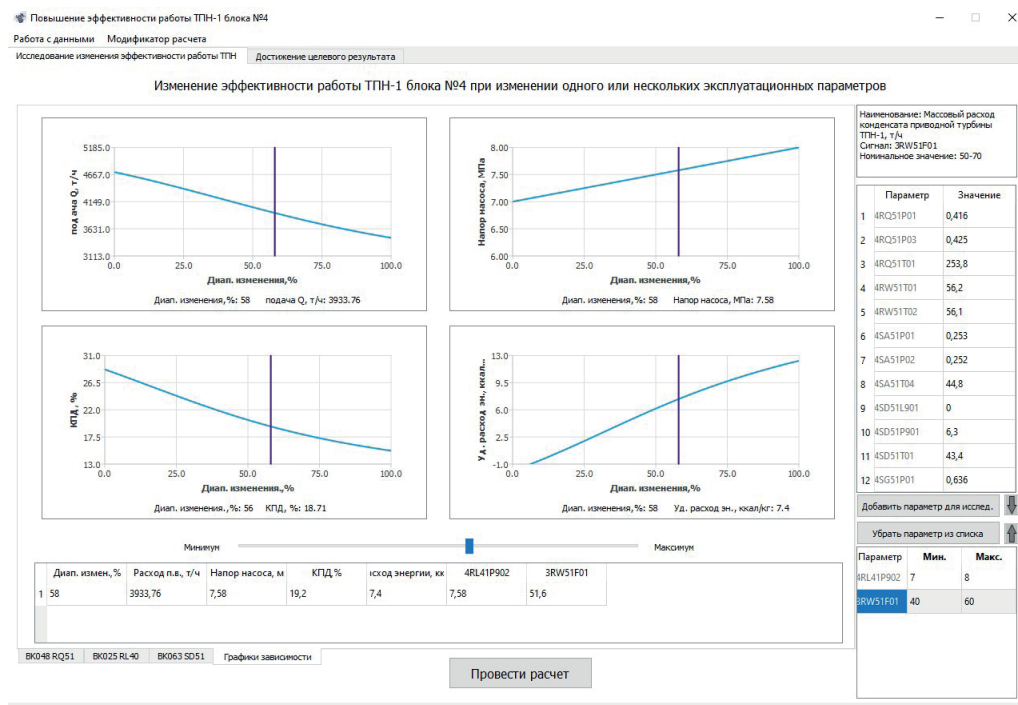 Повышение эффективности работы ТПН-1 блока №4
Работа с данными Модификатор расчета
Исследование изменения эффективности работы ТПН Достижение целевого результата
Изменение эффективности работы ТПН-1 блока №4 при изменении одного или нескольких эксплуатационных параметров
подача Q, т/ч
5185.0
4667.0
4149.0
3631.0
3113.0
0.0 25.0 50.0 75.0 100.0
Диап. изменения,%
Диап. изменения,%: 58 подача Q, т/ч: 3933.76
Напор насоса, МПа
8.00
7.50
7.00
6.50
6.00
0.0 25.0 50.0 75.0 100.0
Диап. изменения,%
Диап. изменения,%: 58 Напор насоса, МПа: 7.58
КПД, %
31.0
26.5
22.0
17.5
13.0
0.0 25.0 50.0 75.0 100.0
Диап. изменения.,%
Диап. изменения.,%: 56 КПД, %: 18.71
Уд. расход эн., ккал...
13.0
9.5
6.0
2.5
-1.0
0.0 25.0 50.0 75.0 100.0
Диап. изменения,%
Диап. изменения,%: 58 Уд. расход эн., ккал/кг: 7.4
Минимум Максимум
Диап. измен.,% Расход п.в., т/ч Напор насоса, м КПД,% ісход энергии, кк 4RL41P902 3RW51F01
1 58 3933,76 7,58 19,2 7,4 7,58 51,6
BK048 RQ51 BK025 RL40 BK063 SD51 Графики зависимости
Провести расчет
Наименование: Массовый расход
конденсата приводной турбины
ТПН-1, т/ч
Сигнал: 3RW51F01
Номинальное значение: 50-70
Параметр Значение
1 4RQ51P01 0,416
2 4RQ51P03 0,425
3 4RQ51T01 253,8
4 4RW51T01 56,2
5 4RW51T02 56,1
6 4SA51P01 0,253
7 4SA51P02 0,252
8 4SA51T04 44,8
9 4SD51L901 0
10 4SD51P901 6,3
11 4SD51T01 43,4
12 4SG51P01 0,636
Добавить параметр для исслед.
Убрать параметр из списка
Параметр Мин. Макс.
4RL41P902 7 8
3RW51F01 40 60